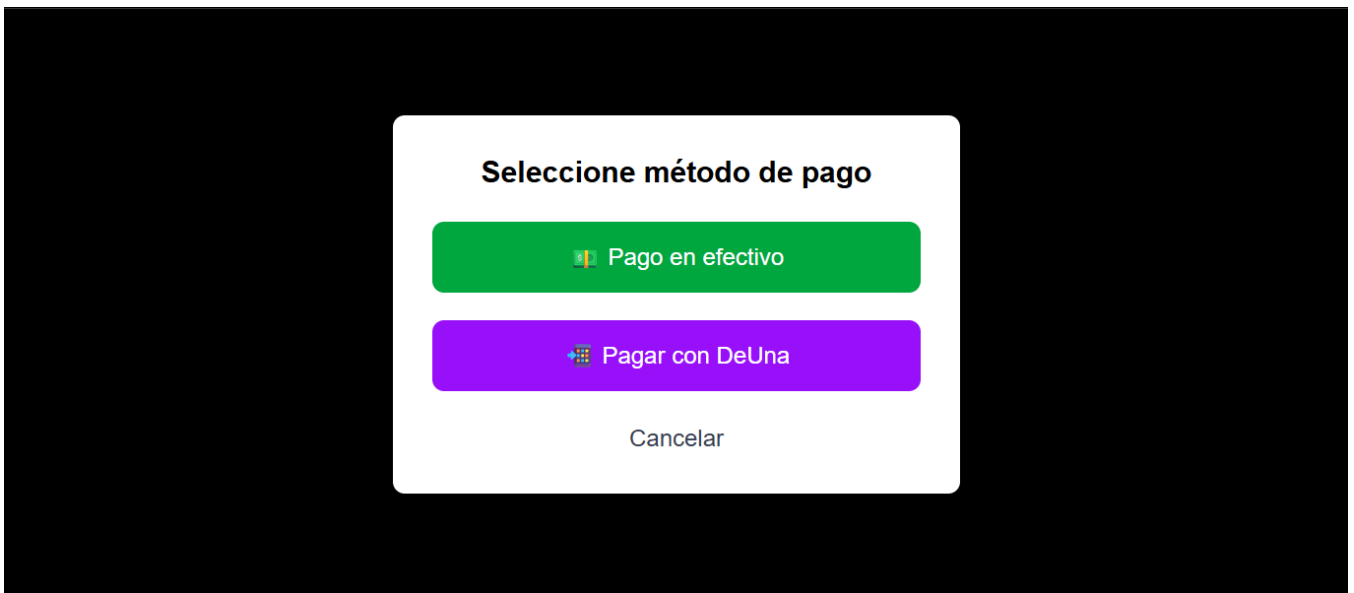 Seleccione método de pago
💵 Pago en efectivo
📲 Pagar con DeUna
Cancelar